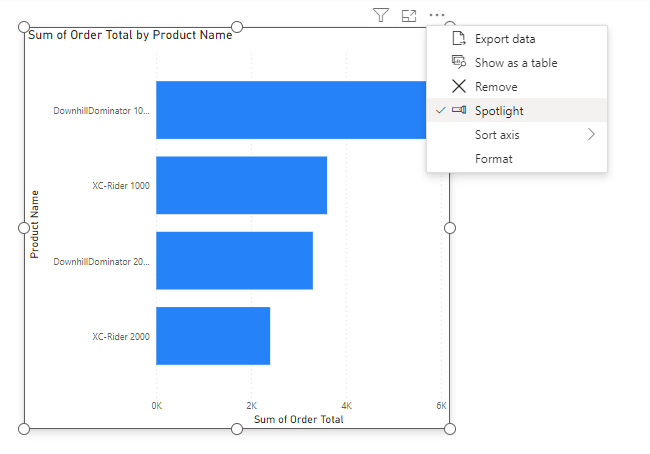 Sum of Order Total by Product Name
Export data
Show as a table
Remove
Spotlight
Sort axis
Format
Product Name
DownhillDominator 10...
XC-Rider 1000
DownhillDominator 20...
XC-Rider 2000
0K 2K 4K 6K
Sum of Order Total